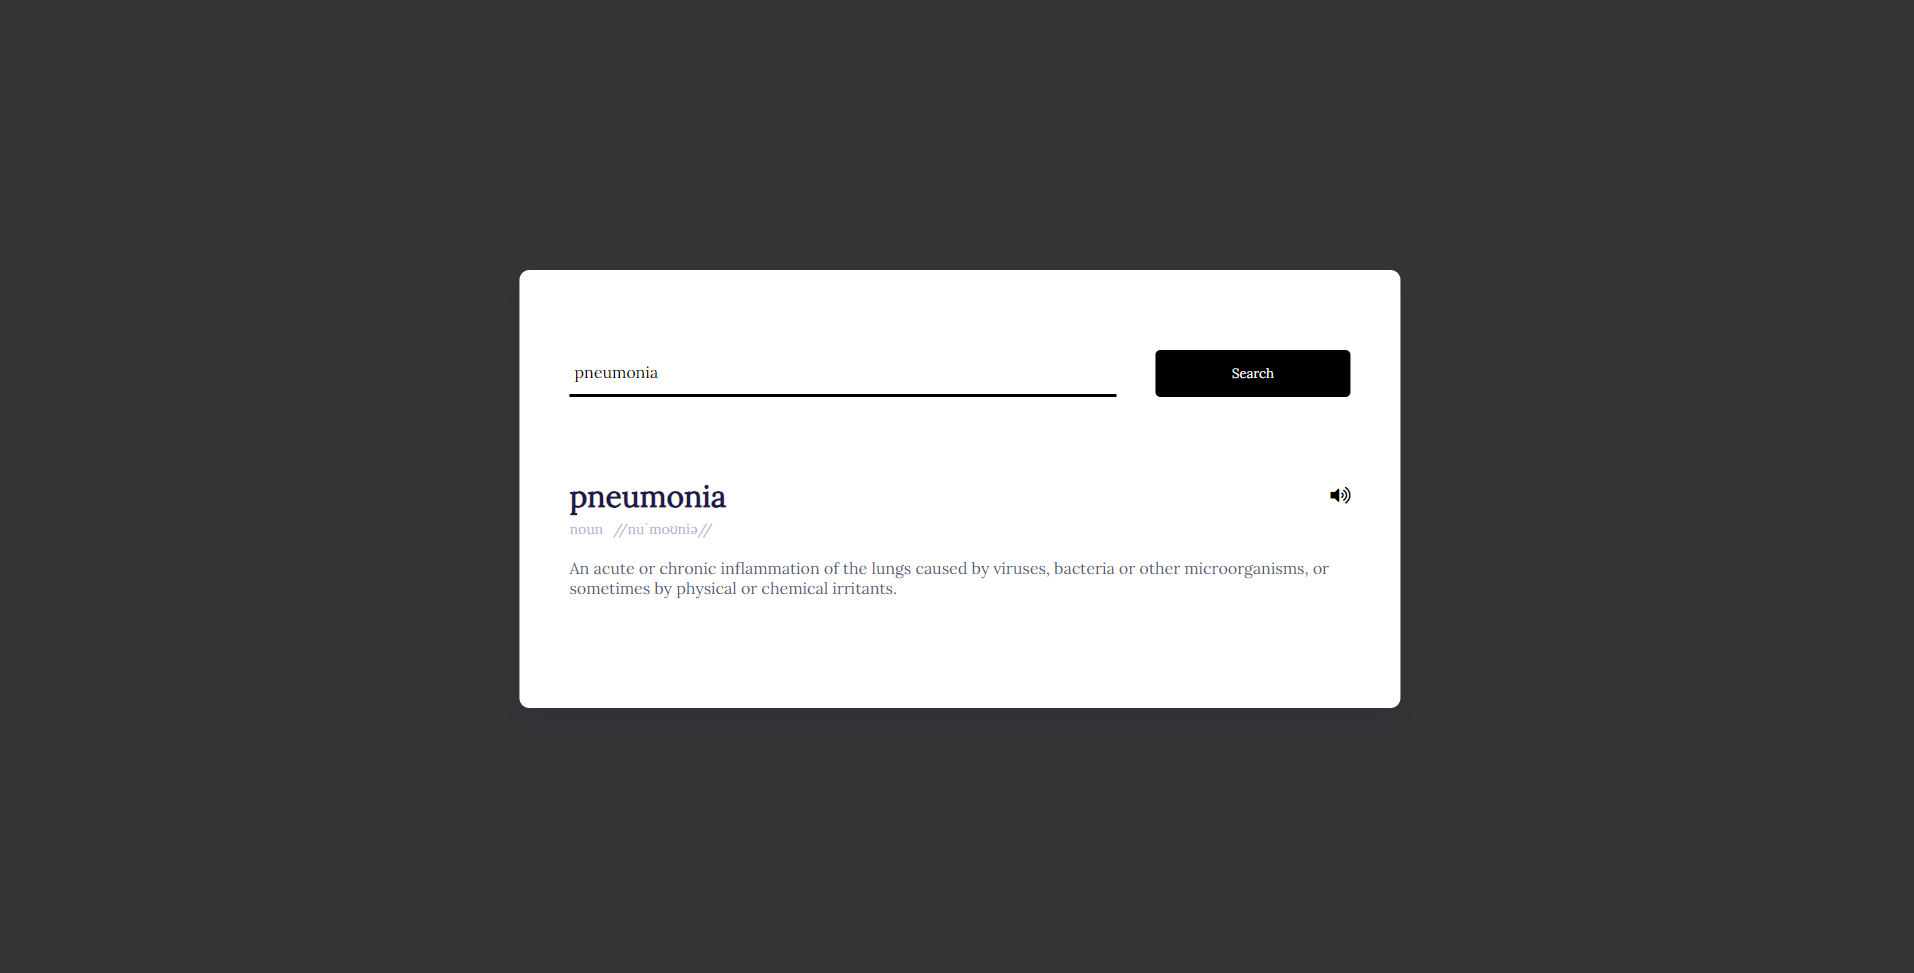 pneumonia
Search
pneumonia
noun //nuˈmoʊniə//
An acute or chronic inflammation of the lungs caused by viruses, bacteria or other microorganisms, or
sometimes by physical or chemical irritants.